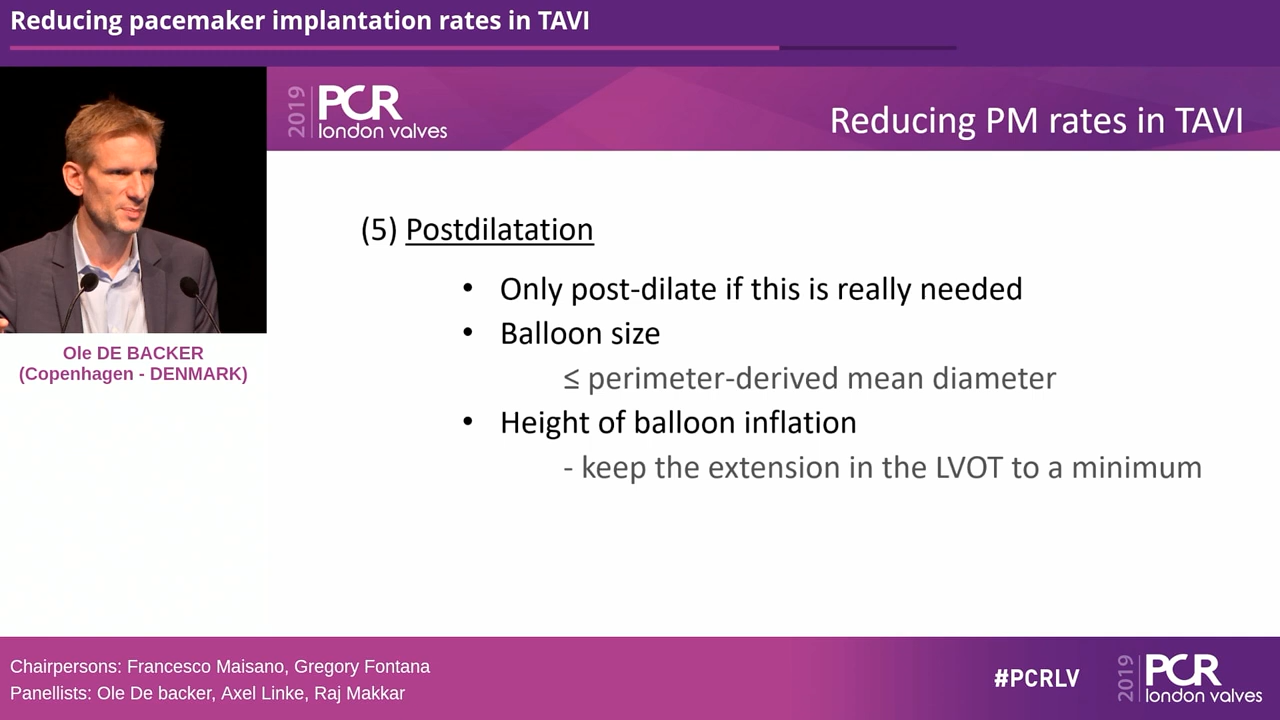 Reducing pacemaker implantation rates in TAVI
2019 PCR
london valves
Reducing PM rates in TAVI
(5) Postdilatation
• Only post-dilate if this is really needed
• Balloon size
≤ perimeter-derived mean diameter
• Height of balloon inflation
- keep the extension in the LVOT to a minimum
Ole DE BACKER
(Copenhagen - DENMARK)
Chairpersons: Francesco Maisano, Gregory Fontana
Panellists: Ole De backer, Axel Linke, Raj Makkar
#PCRLV
2019 PCR
london valves